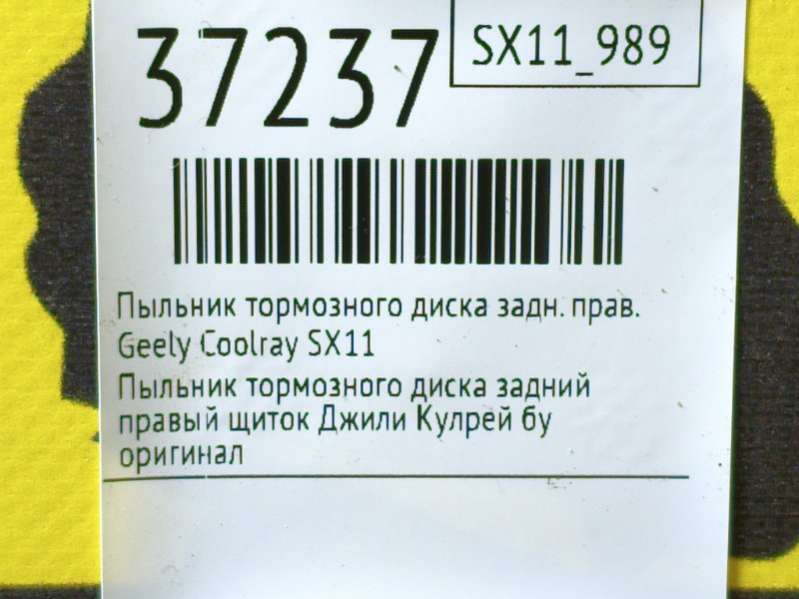 37237
SX11_989
Пыльник тормозного диска задн. прав.
Geely Coolray SX11
Пыльник тормозного диска задний
правый щиток Джили Кулрей бу
оригинал